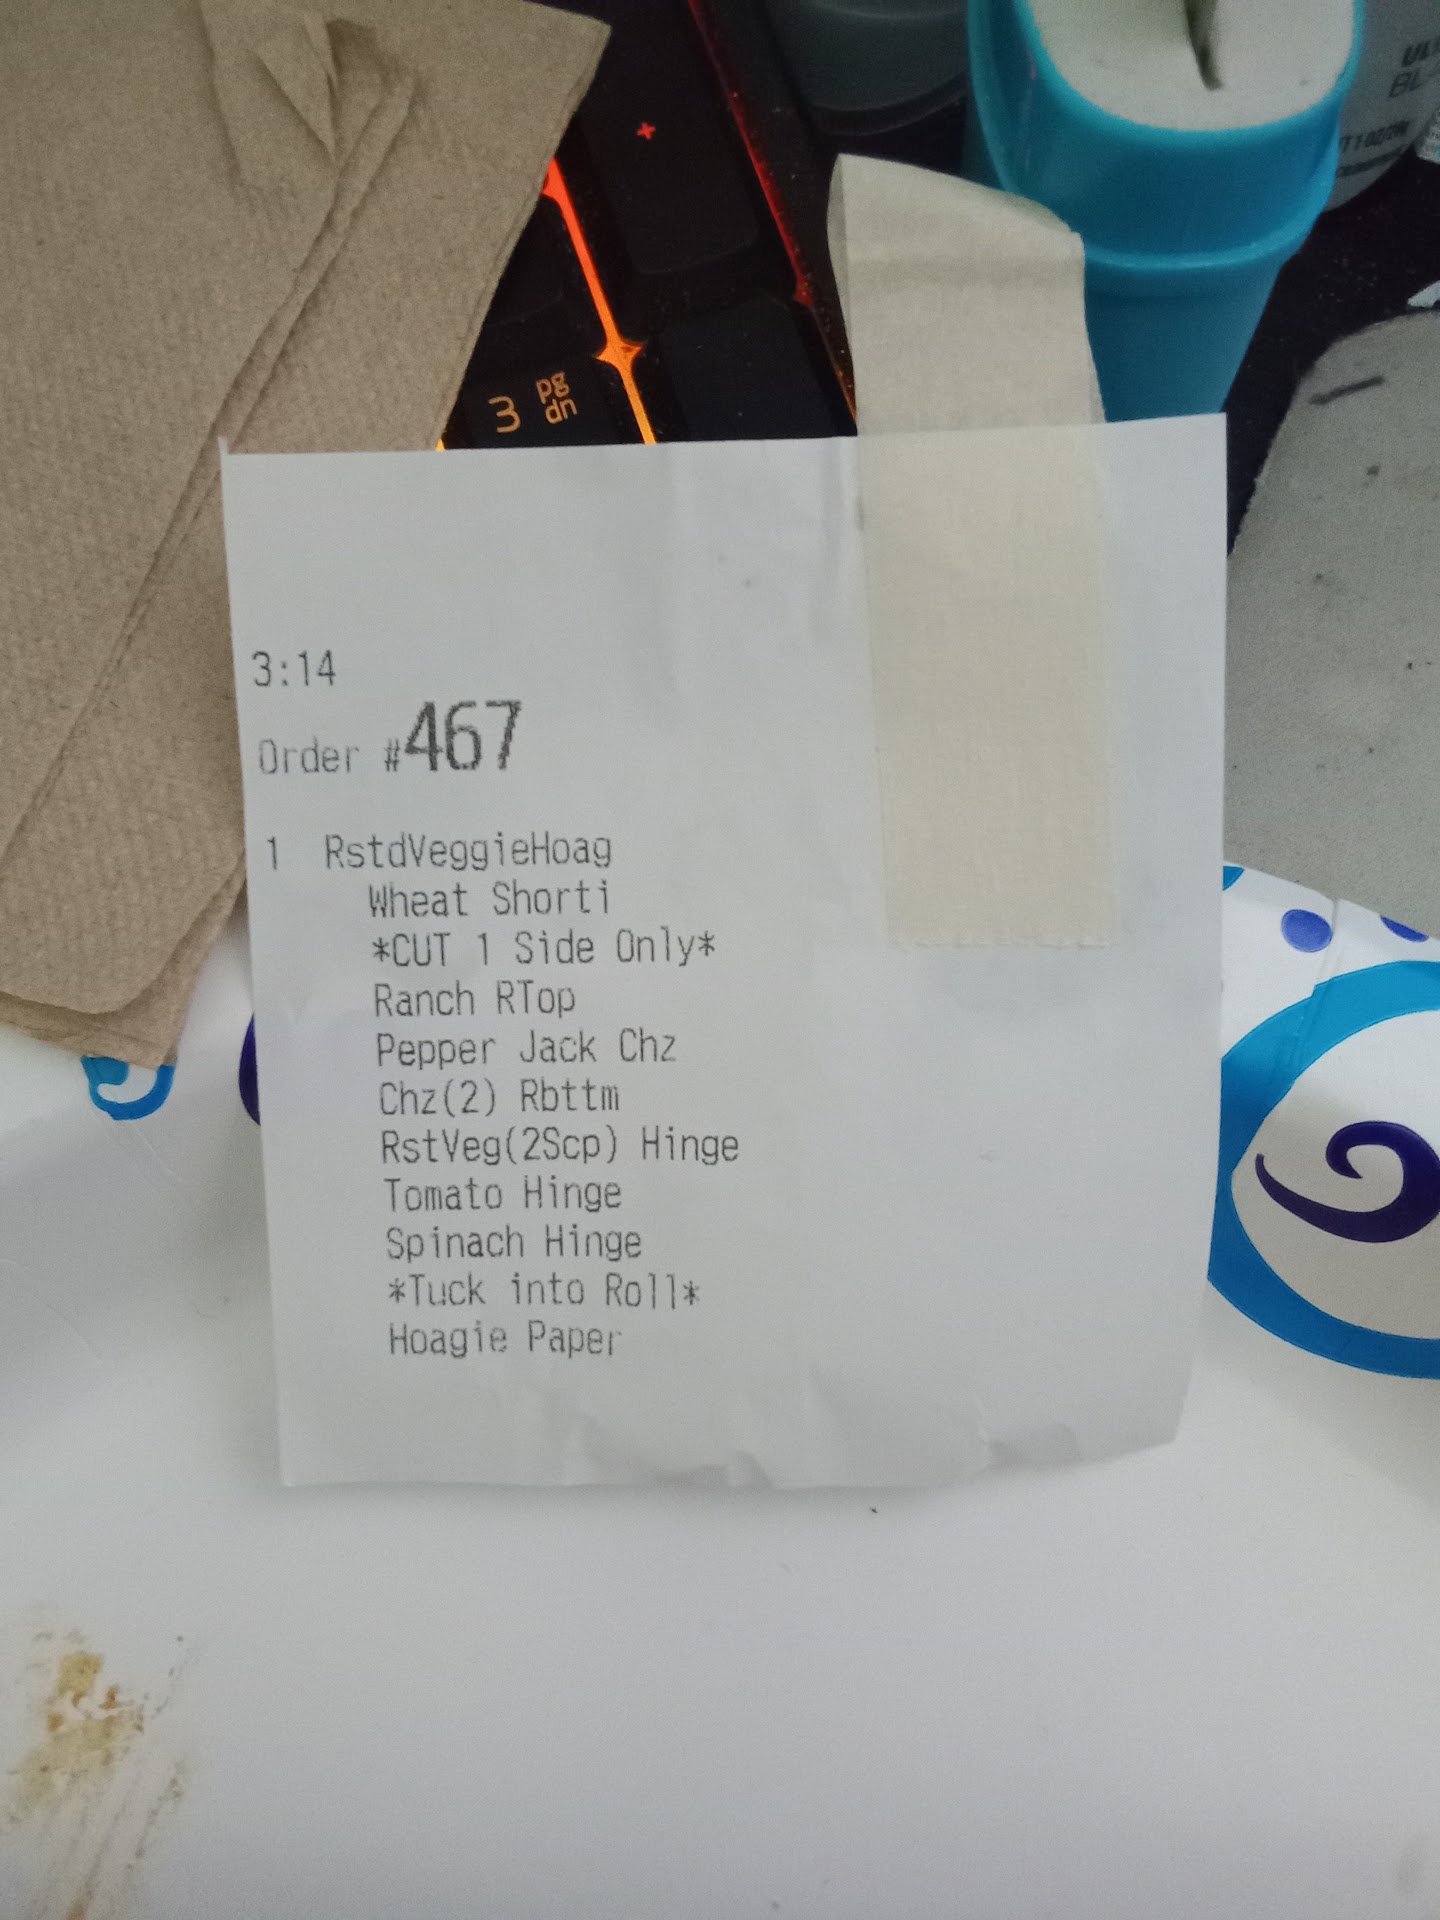 +
3 pg
dn
3:14
Order #467
1 RstdVeggieHoag
Wheat Shorti
*CUT 1 Side Only*
Ranch RTop
Pepper Jack Chz
Chz(2) Rbttm
RstVeg(2Scp) Hinge
Tomato Hinge
Spinach Hinge
*Tuck into Roll*
Hoagie Paper